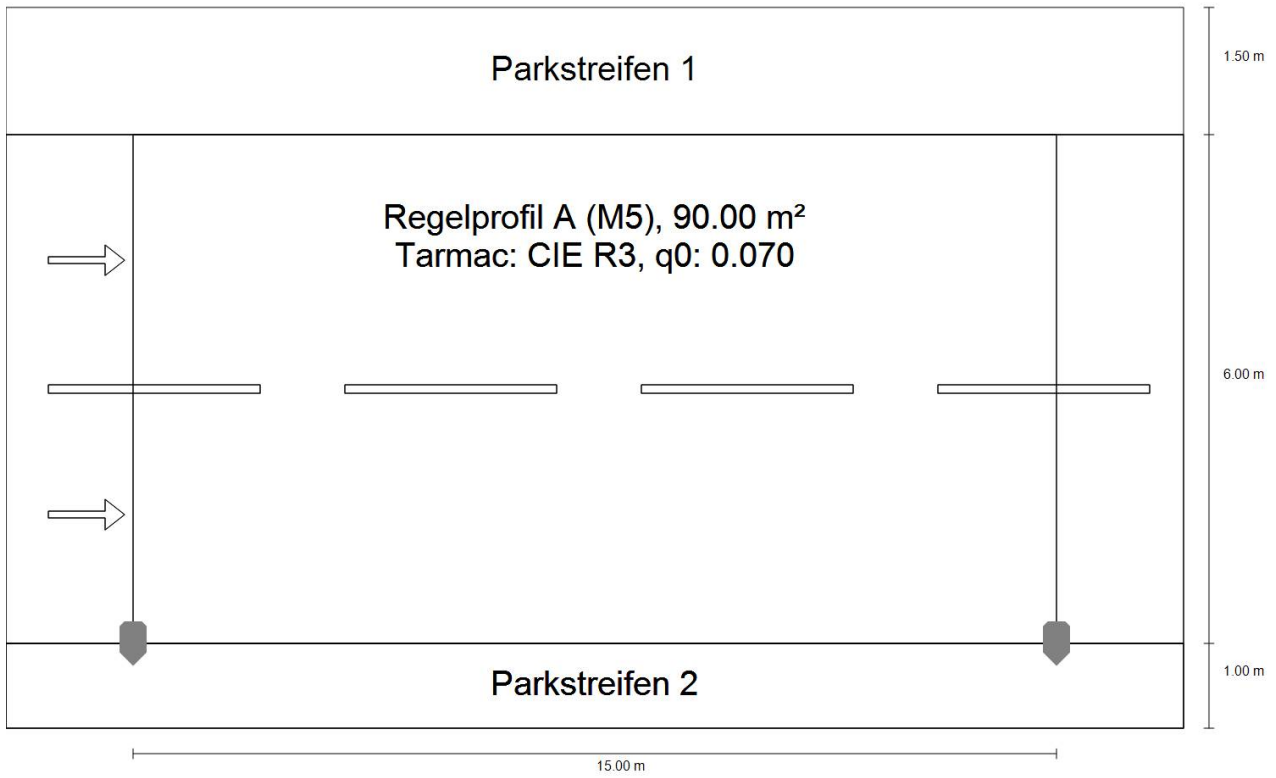 Parkstreifen 1
1.50 m
Regelprofil A (M5), 90.00 m²
Tarmac: CIE R3, q0: 0.070
6.00 m
Parkstreifen 2
1.00 m
15.00 m